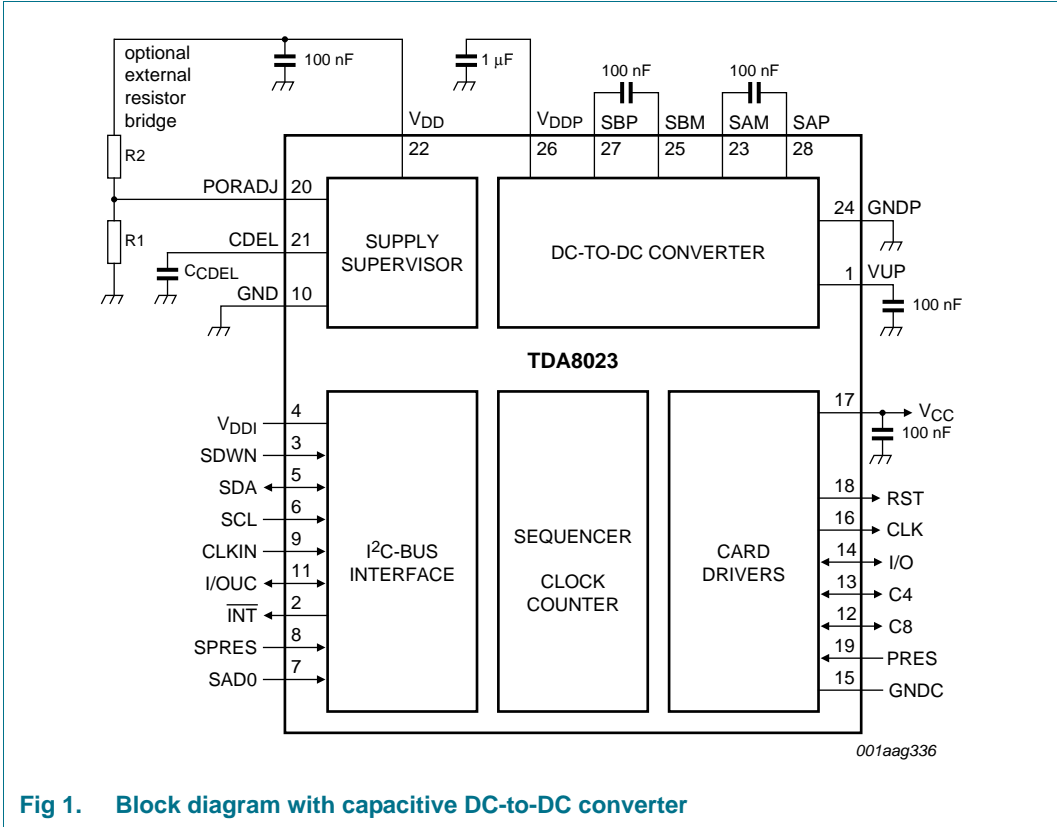 optional
external
resistor
bridge
100 nF
1 μF
100 nF
100 nF
VDD
VDDP
SBP
SBM
SAM
SAP
22
26
27
25
23
28
R2
PORADJ
20
24
GNDP
R1
CDEL
21
SUPPLY
SUPERVISOR
DC-TO-DC CONVERTER
CCDEL
1
VUP
GND
10
100 nF
TDA8023
VDDI
4
17
VCC
100 nF
SDWN
3
SDA
5
18
RST
SCL
6
16
CLK
CLKIN
9
I2C-BUS
INTERFACE
SEQUENCER
CLOCK
COUNTER
CARD
DRIVERS
14
I/O
I/OUC
11
13
C4
INT
2
12
C8
SPRES
8
19
PRES
SAD0
7
15
GNDC
001aag336
Fig 1. Block diagram with capacitive DC-to-DC converter